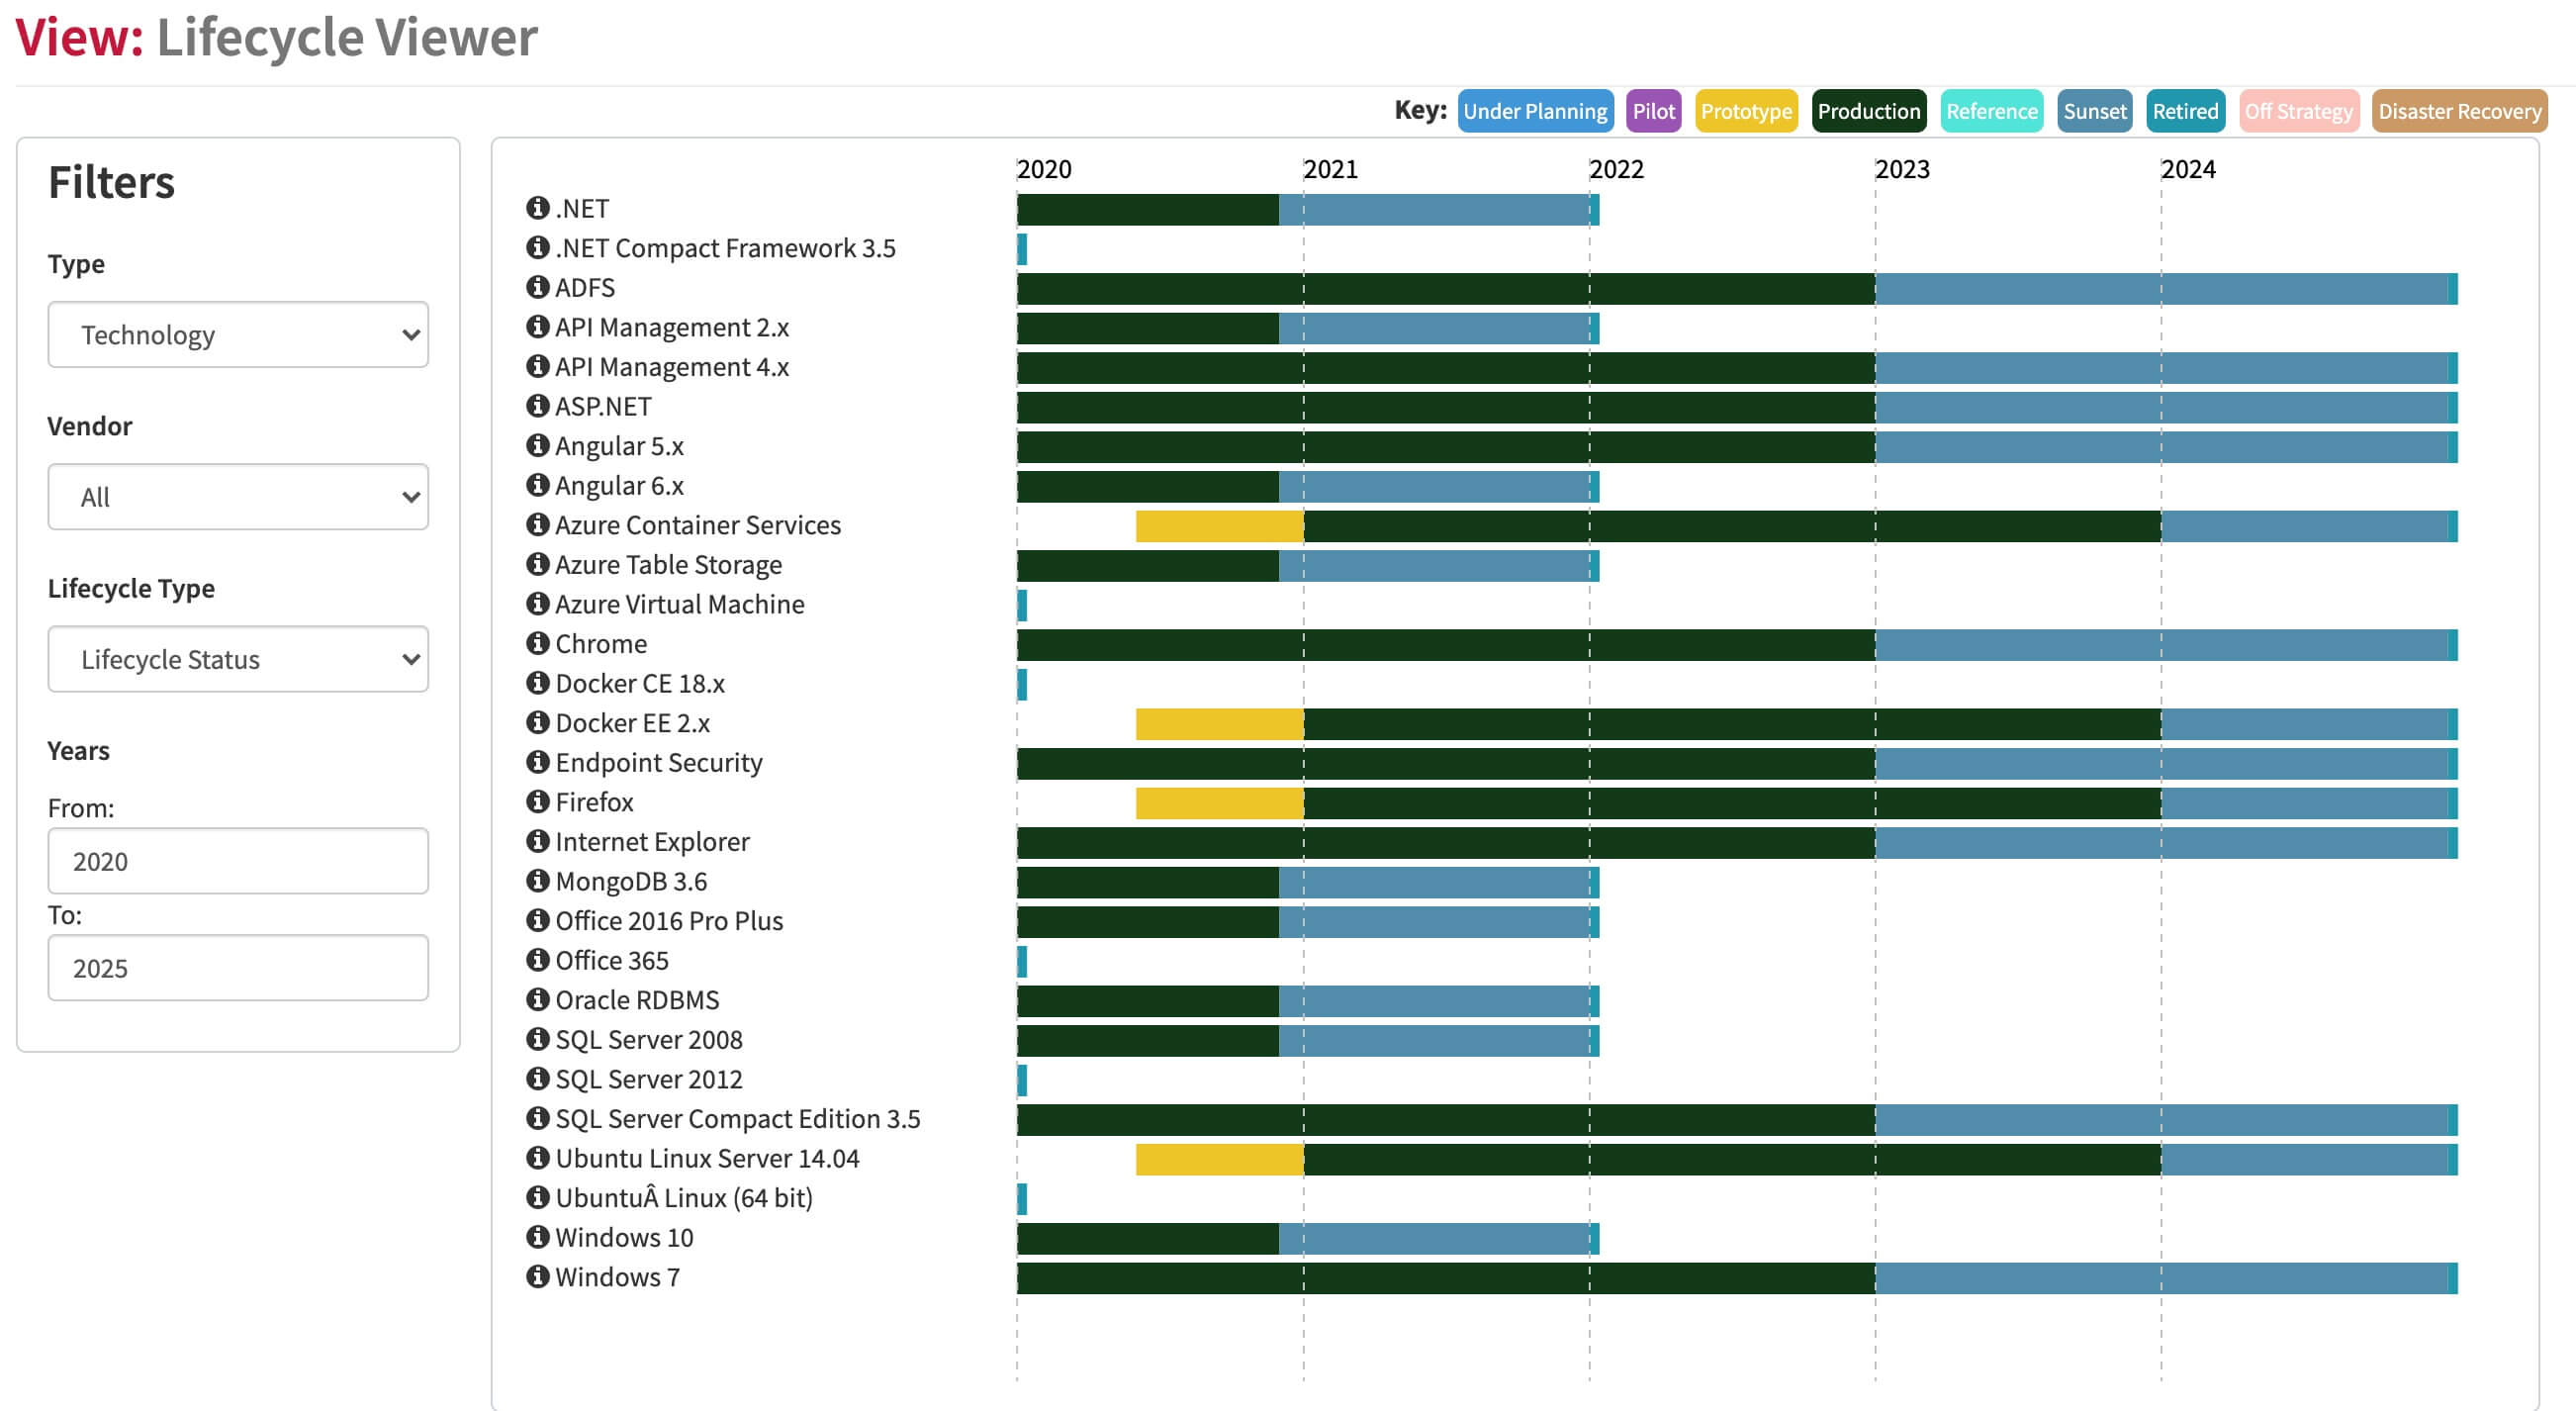 View: Lifecycle Viewer
Key: Under Planning Pilot Prototype Production Reference Sunset Retired Off Strategy Disaster Recovery
Filters
Type
Technology
Vendor
All
Lifecycle Type
Lifecycle Status
Years
From:
2020
To:
2025
2020 2021 2022 2023 2024
.NET
.NET Compact Framework 3.5
ADFS
API Management 2.x
API Management 4.x
ASP.NET
Angular 5.x
Angular 6.x
Azure Container Services
Azure Table Storage
Azure Virtual Machine
Chrome
Docker CE 18.x
Docker EE 2.x
Endpoint Security
Firefox
Internet Explorer
MongoDB 3.6
Office 2016 Pro Plus
Office 365
Oracle RDBMS
SQL Server 2008
SQL Server 2012
SQL Server Compact Edition 3.5
Ubuntu Linux Server 14.04
UbuntuÂ Linux (64 bit)
Windows 10
Windows 7